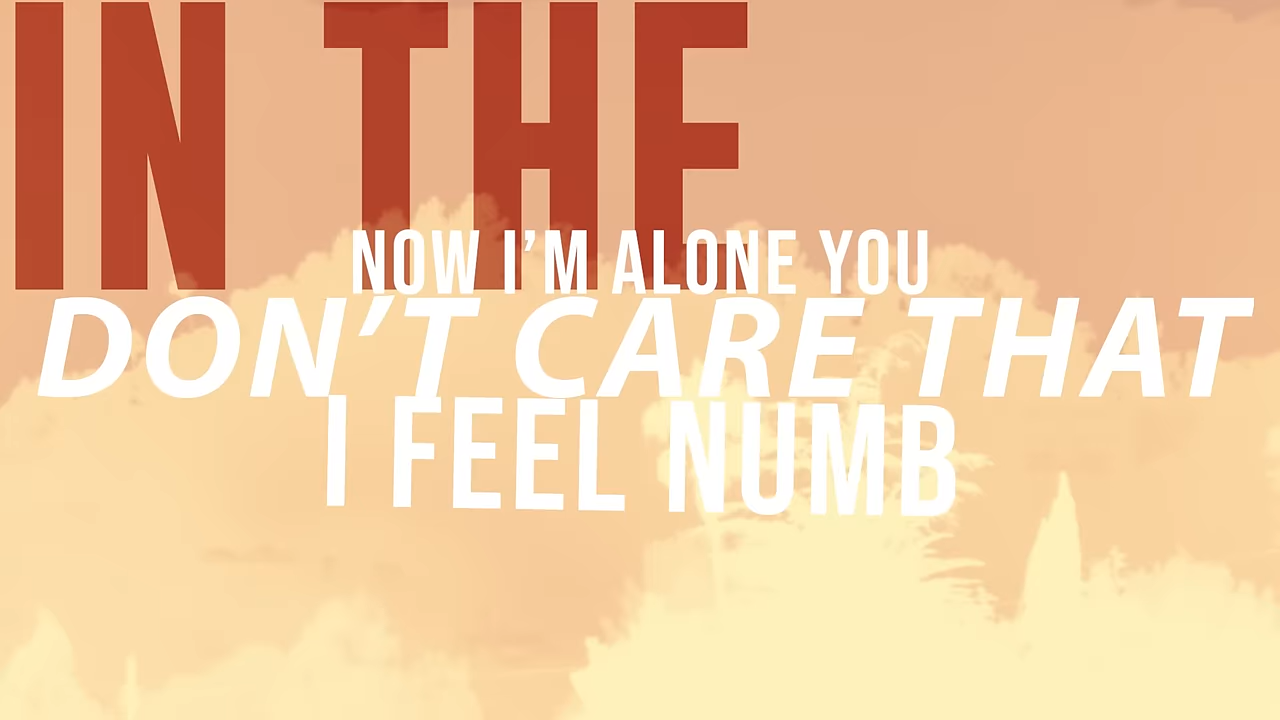 IN THE
NOW I'M ALONE YOU
DON'T CARE THAT
I FEEL NUMB